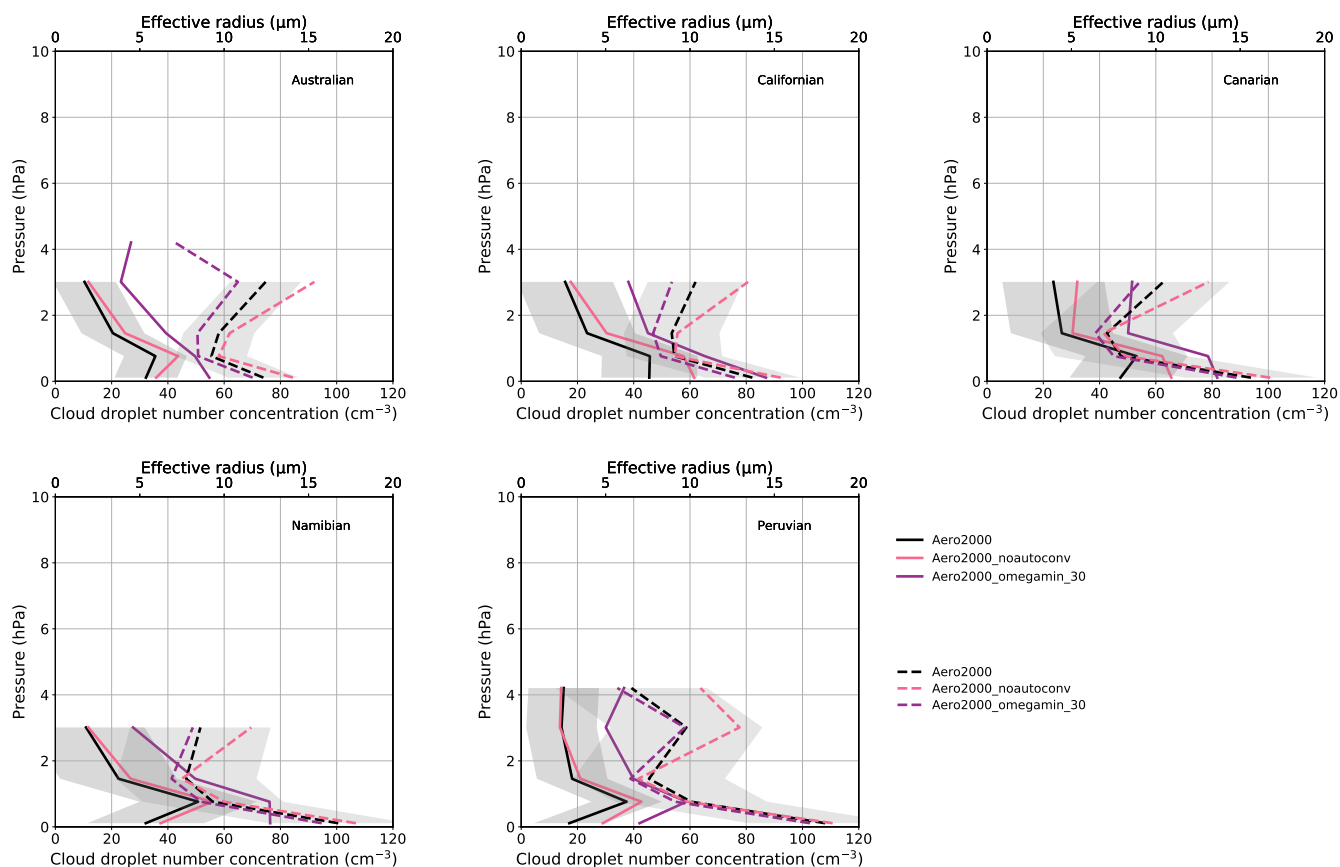 Effective radius (μm)
0 5 10 15 20
10
8
6
4
2
0
Pressure (hPa)
Australian
0 20 40 60 80 100 120
Cloud droplet number concentration (cm⁻³)
Effective radius (μm)
0 5 10 15 20
10
8
6
4
2
0
Pressure (hPa)
Californian
0 20 40 60 80 100 120
Cloud droplet number concentration (cm⁻³)
Effective radius (μm)
0 5 10 15 20
10
8
6
4
2
0
Pressure (hPa)
Canarian
0 20 40 60 80 100 120
Cloud droplet number concentration (cm⁻³)
Effective radius (μm)
0 5 10 15 20
10
8
6
4
2
0
Pressure (hPa)
Namibian
0 20 40 60 80 100 120
Cloud droplet number concentration (cm⁻³)
Effective radius (μm)
0 5 10 15 20
10
8
6
4
2
0
Pressure (hPa)
Peruvian
0 20 40 60 80 100 120
Cloud droplet number concentration (cm⁻³)
Aero2000
Aero2000_noautoconv
Aero2000_omegamin_30
Aero2000
Aero2000_noautoconv
Aero2000_omegamin_30